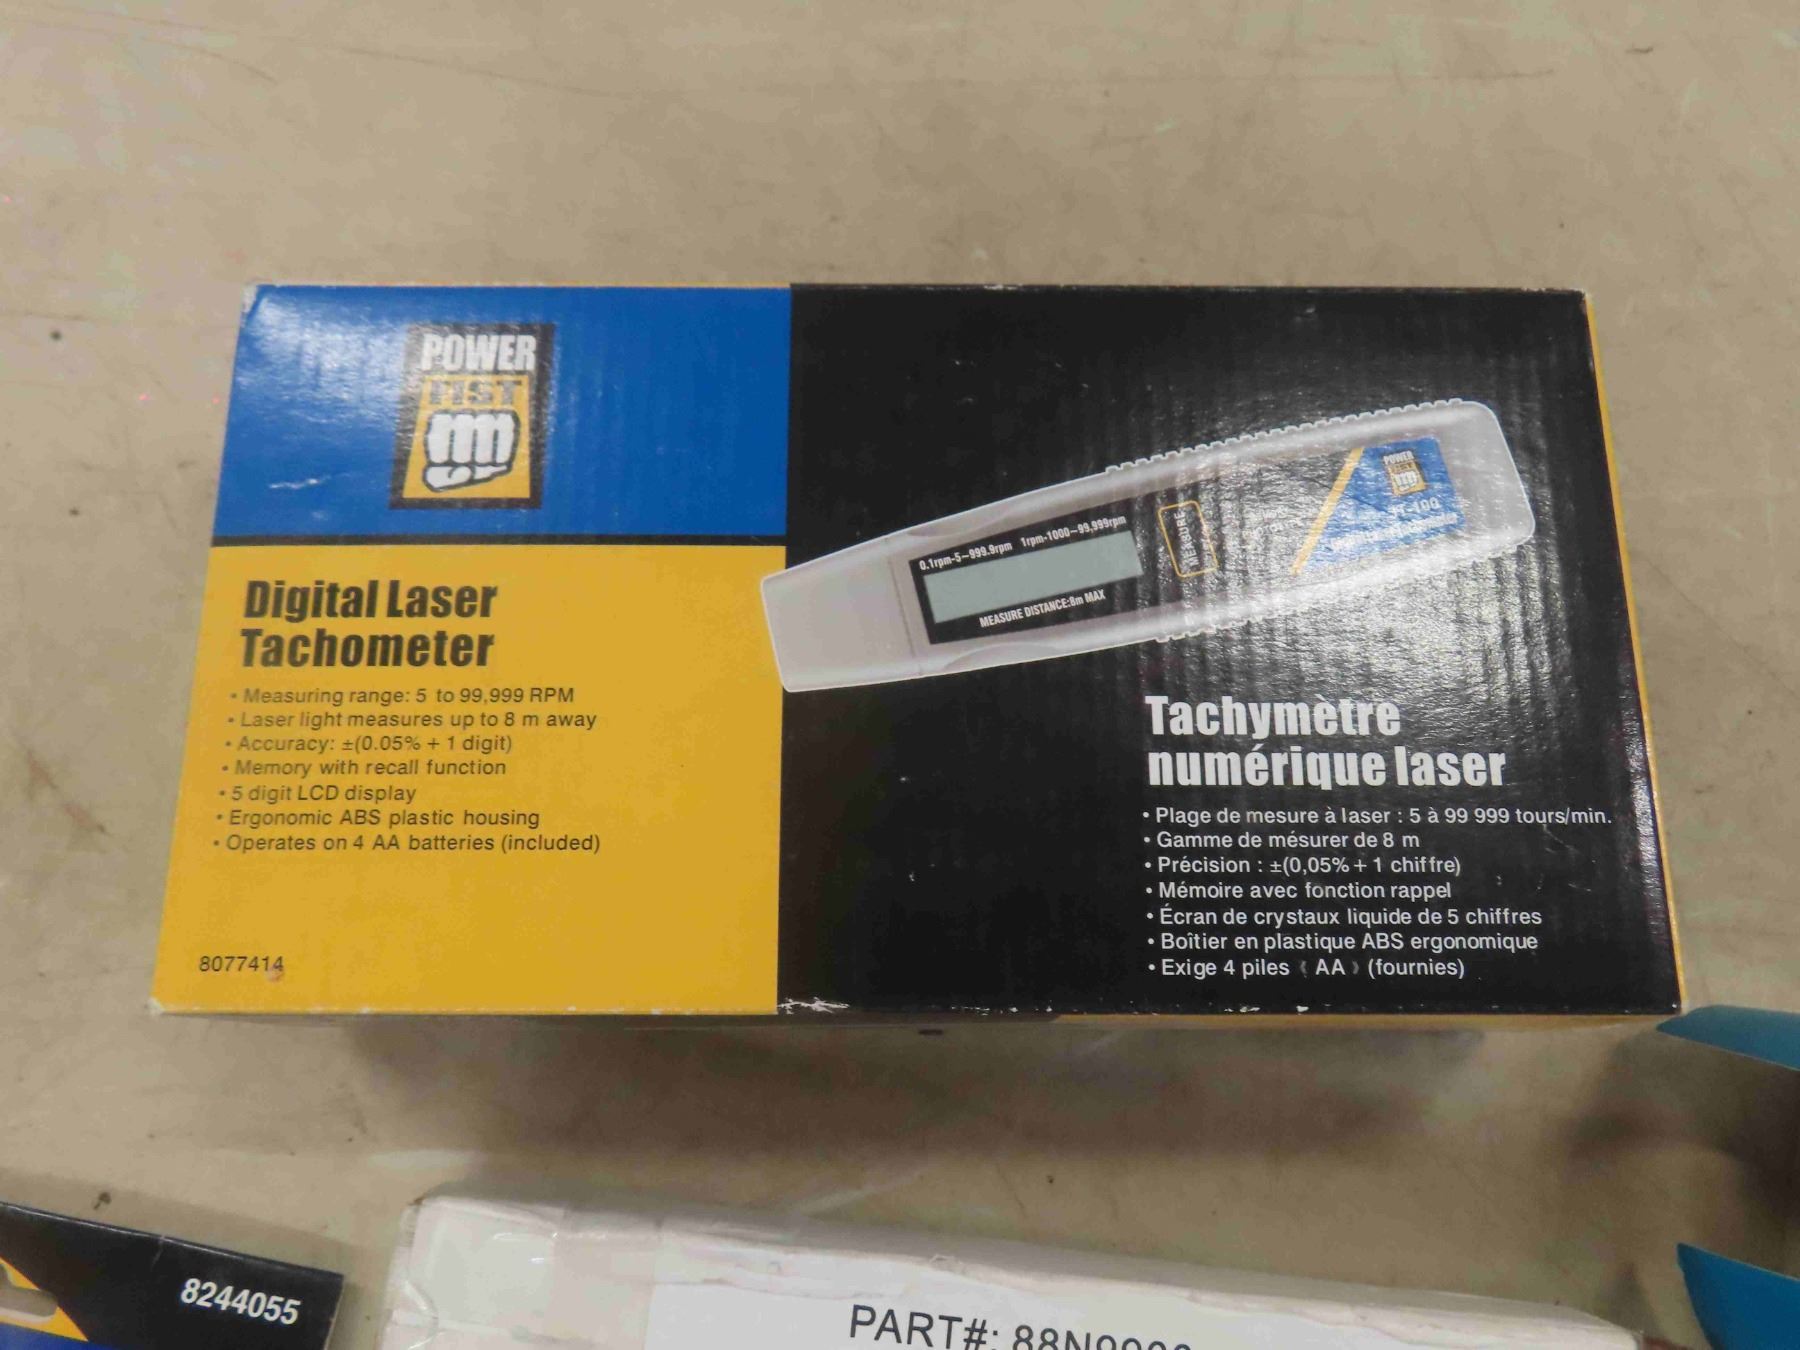 POWER
FIST
Digital Laser
Tachometer
• Measuring range: 5 to 99,999 RPM
• Laser light measures up to 8 m away
• Accuracy: ±(0.05% + 1 digit)
• Memory with recall function
• 5 digit LCD display
• Ergonomic ABS plastic housing
• Operates on 4 AA batteries (included)
8077414
0.1rpm-5~999.9rpm 1rpm-1000~99,999rpm
MEASURE DISTANCE:8m MAX
MEASURE
POWER
FIST
Tachymètre
numérique laser
• Plage de mesure à laser : 5 à 99 999 tours/min.
• Gamme de mésurer de 8 m
• Précision : ±(0,05% + 1 chiffre)
• Mémoire avec fonction rappel
• Écran de crystaux liquide de 5 chiffres
• Boîtier en plastique ABS ergonomique
• Exige 4 piles 《 AA 》 (fournies)
8244055
PART#: